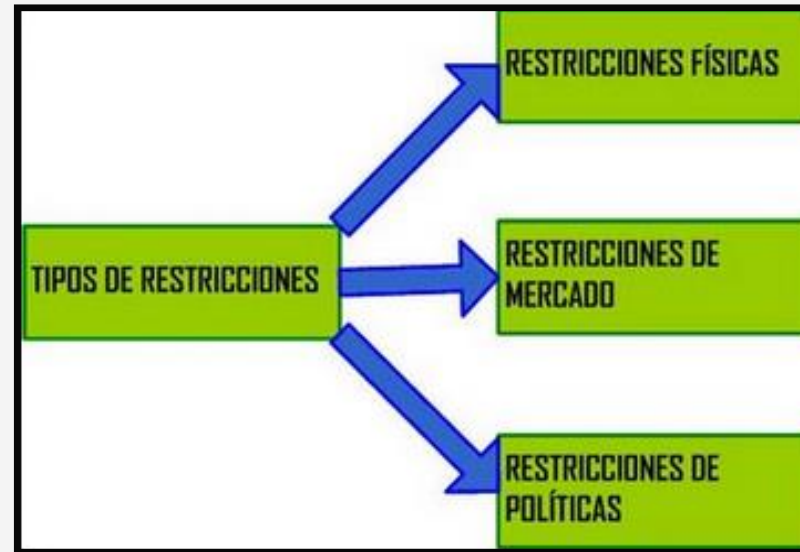 TIPOS DE RESTRICCIONES
RESTRICCIONES FÍSICAS
RESTRICCIONES DE
MERCADO
RESTRICCIONES DE
POLÍTICAS